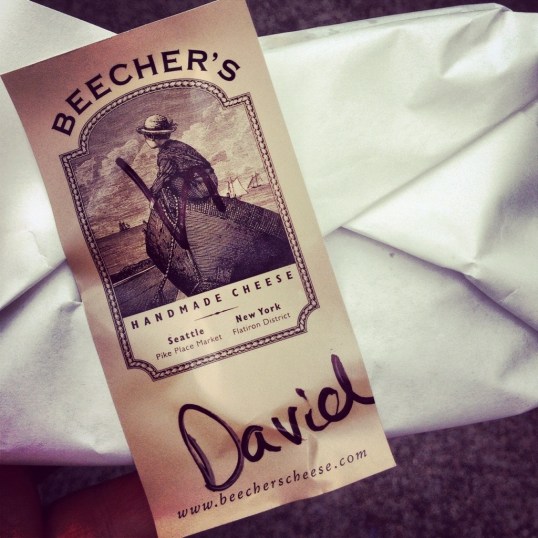 BEECHER'S
HANDMADE CHEESE
Seattle
Pike Place Market
New York
Flatiron District
David
www.beecherscheese.com